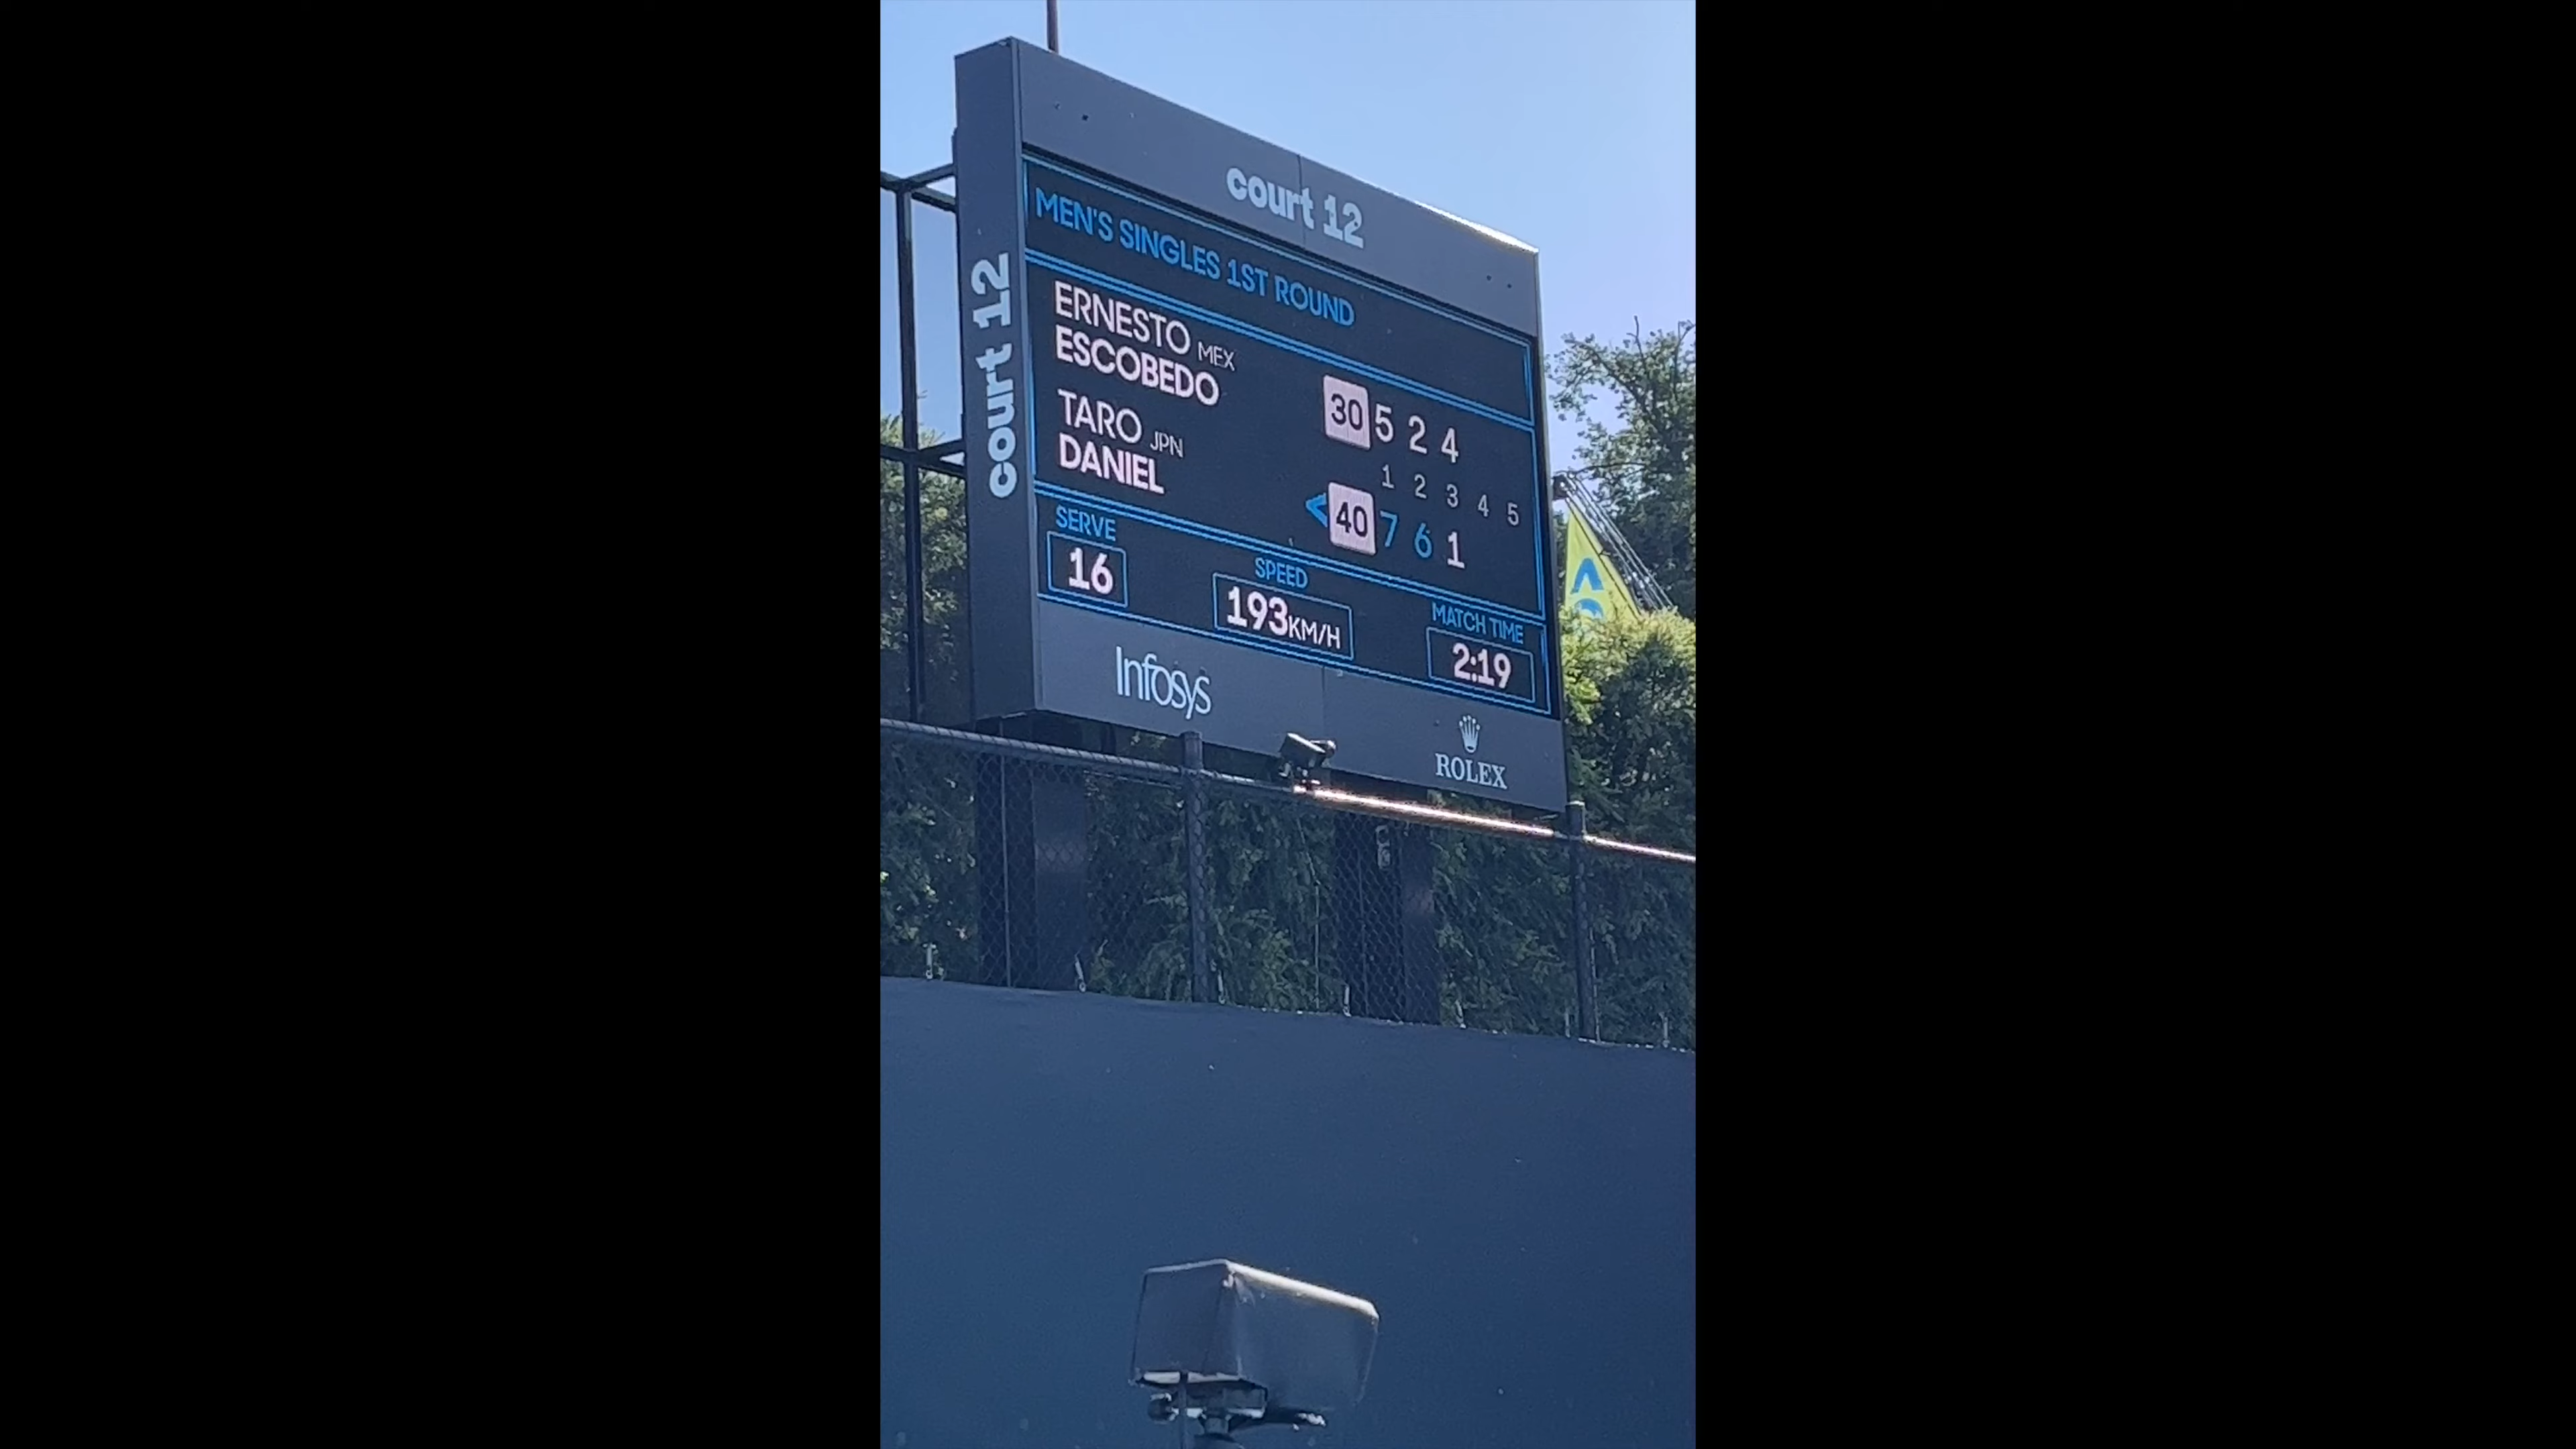 court 12
court 12
MEN'S SINGLES 1ST ROUND
ERNESTO MEX
ESCOBEDO
30 5 2 4
TARO JPN
DANIEL
1 2 3 4 5
< 40 7 6 1
SERVE
16
SPEED
193KM/H
MATCH TIME
2:19
Infosys
ROLEX
AO